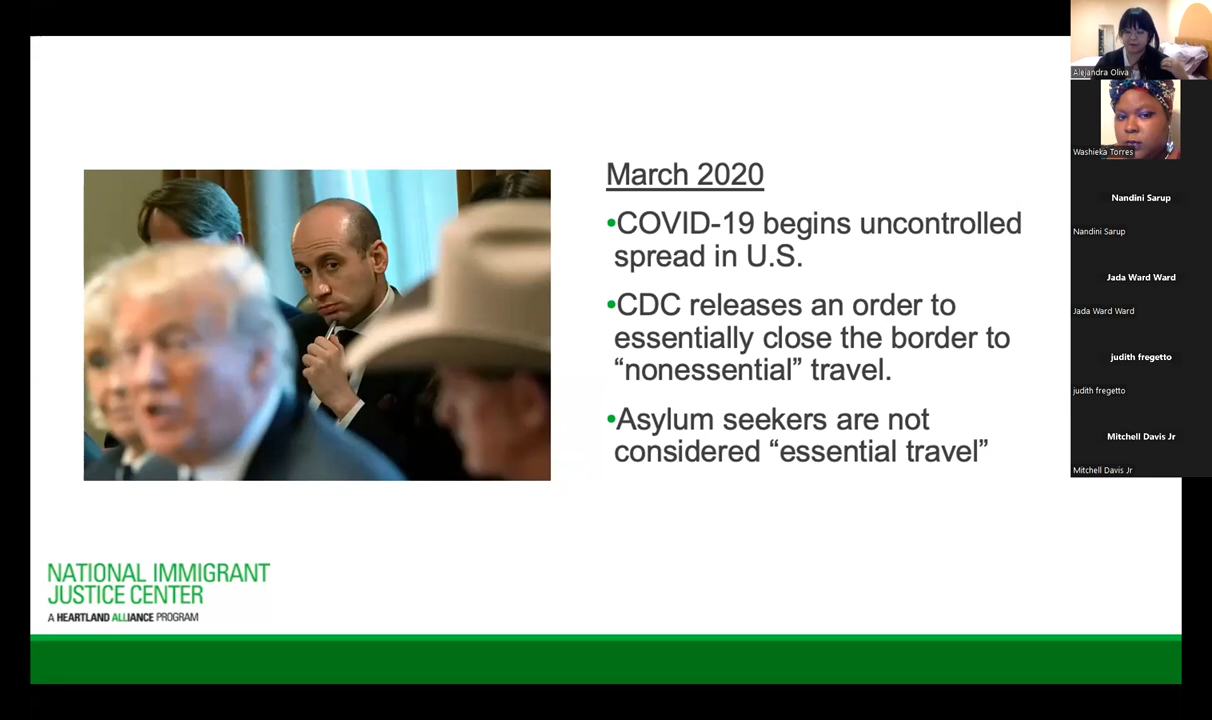 March 2020
•COVID-19 begins uncontrolled
spread in U.S.
•CDC releases an order to
essentially close the border to
“nonessential” travel.
•Asylum seekers are not
considered “essential travel”
NATIONAL IMMIGRANT
JUSTICE CENTER
A HEARTLAND ALLIANCE PROGRAM
Alejandra Oliva
Washieka Torres
Nandini Sarup
Nandini Sarup
Jada Ward Ward
Jada Ward Ward
judith fregetto
judith fregetto
Mitchell Davis Jr
Mitchell Davis Jr